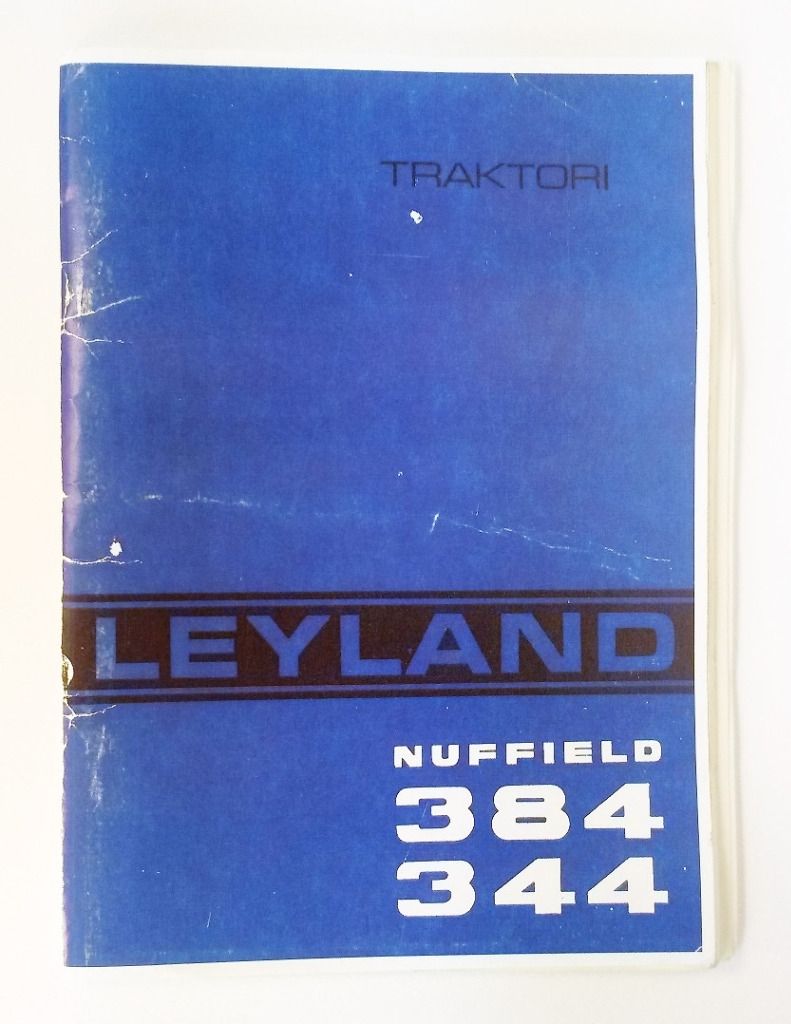 TRAKTORI
LEYLAND
NUFFIELD
384
344